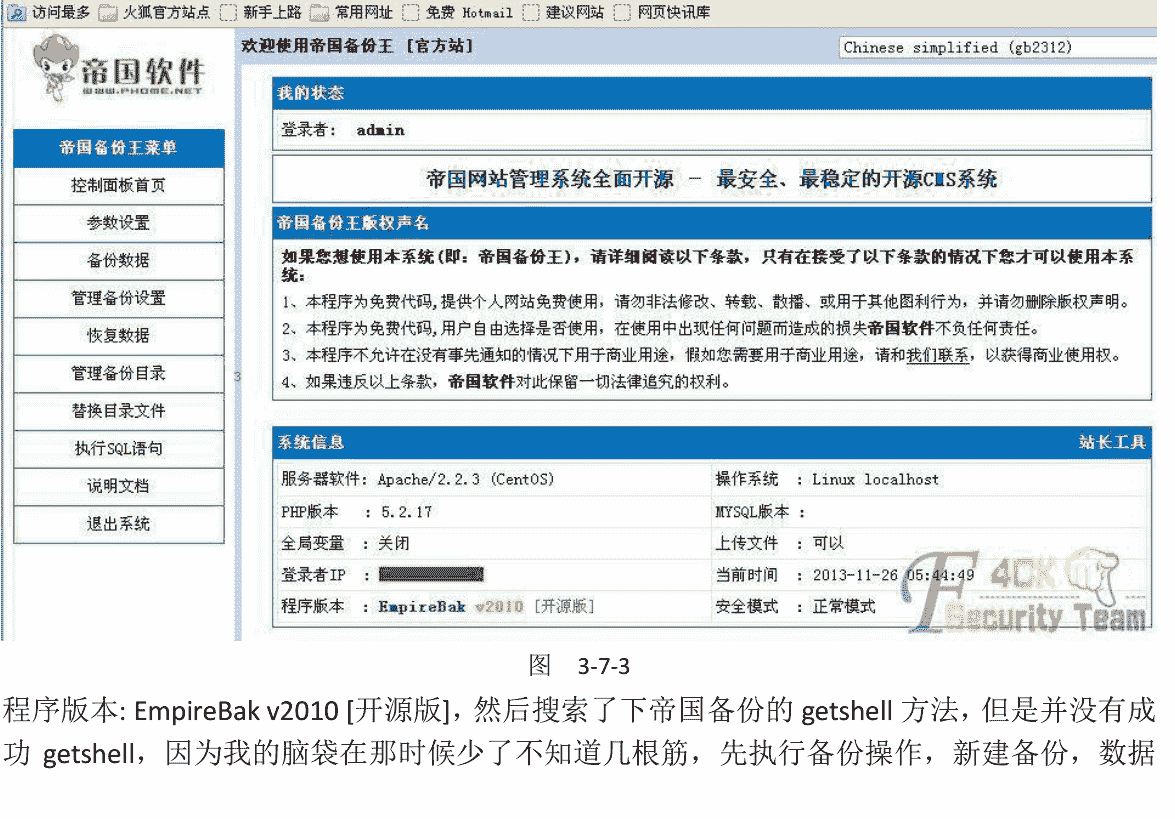 访问最多 火狐官方站点 新手上路 常用网址 免费 Hotmail 建议网站 网页快讯库
帝国软件
WWW.PHOME.NET
欢迎使用帝国备份王 [官方站]
Chinese simplified (gb2312)
帝国备份王菜单
控制面板首页
参数设置
备份数据
管理备份设置
恢复数据
管理备份目录
替换目录文件
执行SQL语句
说明文档
退出系统
3
我的状态
登录者: admin
帝国网站管理系统全面开源 － 最安全、最稳定的开源CMS系统
帝国备份王版权声名
如果您想使用本系统(即: 帝国备份王), 请详细阅读以下条款, 只有在接受了以下条款的情况下您才可以使用本系
统:
1、本程序为免费代码,提供个人网站免费使用, 请勿非法修改、转载、散播、或用于其他图利行为, 并请勿删除版权声明。
2、本程序为免费代码,用户自由选择是否使用, 在使用中出现任何问题而造成的损失帝国软件不负任何责任。
3、本程序不允许在没有事先通知的情况下用于商业用途, 假如您需要用于商业用途, 请和我们联系, 以获得商业使用权。
4、如果违反以上条款, 帝国软件对此保留一切法律追究的权利。
系统信息 站长工具
服务器软件: Apache/2.2.3 (CentOS) 操作系统 : Linux localhost
PHP版本 : 5.2.17 MYSQL版本 :
全局变量 : 关闭 上传文件 : 可以
登录者IP : 当前时间 : 2013-11-26 05:44:49
程序版本 : EmpireBak v2010 [开源版] 安全模式 : 正常模式
F4CK
Security Team
图 3-7-3
程序版本: EmpireBak v2010 [开源版]，然后搜索了下帝国备份的 getshell 方法，但是并没有成
功 getshell，因为我的脑袋在那时候少了不知道几根筋，先执行备份操作，新建备份，数据